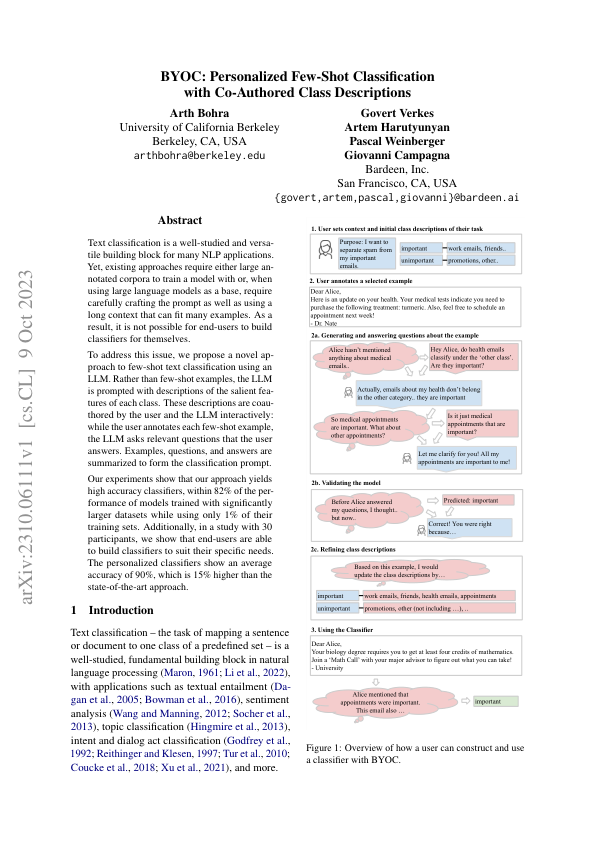 BYOC: Personalized Few-Shot Classification
with Co-Authored Class Descriptions
Arth Bohra
University of California Berkeley
Berkeley, CA, USA
arthbohra@berkeley.edu
Govert Verkes
Artem Harutyunyan
Pascal Weinberger
Giovanni Campagna
Bardeen, Inc.
San Francisco, CA, USA
{govert,artem,pascal,giovanni}@bardeen.ai
arXiv:2310.06111v1 [cs.CL] 9 Oct 2023
Abstract
Text classification is a well-studied and versa-
tile building block for many NLP applications.
Yet, existing approaches require either large an-
notated corpora to train a model with or, when
using large language models as a base, require
carefully crafting the prompt as well as using a
long context that can fit many examples. As a
result, it is not possible for end-users to build
classifiers for themselves.
To address this issue, we propose a novel ap-
proach to few-shot text classification using an
LLM. Rather than few-shot examples, the LLM
is prompted with descriptions of the salient fea-
tures of each class. These descriptions are coau-
thored by the user and the LLM interactively:
while the user annotates each few-shot example,
the LLM asks relevant questions that the user
answers. Examples, questions, and answers are
summarized to form the classification prompt.
Our experiments show that our approach yields
high accuracy classifiers, within 82% of the per-
formance of models trained with significantly
larger datasets while using only 1% of their
training sets. Additionally, in a study with 30
participants, we show that end-users are able
to build classifiers to suit their specific needs.
The personalized classifiers show an average
accuracy of 90%, which is 15% higher than the
state-of-the-art approach.
1 Introduction
Text classification – the task of mapping a sentence
or document to one class of a predefined set – is a
well-studied, fundamental building block in natural
language processing (Maron, 1961; Li et al., 2022),
with applications such as textual entailment (Da-
gan et al., 2005; Bowman et al., 2016), sentiment
analysis (Wang and Manning, 2012; Socher et al.,
2013), topic classification (Hingmire et al., 2013),
intent and dialog act classification (Godfrey et al.,
1992; Reithinger and Klesen, 1997; Tur et al., 2010;
Coucke et al., 2018; Xu et al., 2021), and more.
1. User sets context and initial class descriptions of their task
Purpose: I want to
separate spam from
my important
emails.
important
work emails, friends..
unimportant
promotions, other..
2. User annotates a selected example
Dear Alice,
Here is an update on your health. Your medical tests indicate you need to
purchase the following treatment: turmeric. Also, feel free to schedule an
appointment next week!
- Dr. Nate
2a. Generating and answering questions about the example
Alice hasn't mentioned
anything about medical
emails..
Hey Alice, do health emails
classify under the 'other class'.
Are they important?
Actually, emails about my health don't belong
in the other category.. they are important
So medical appointments
are important. What about
other appointments?
Is it just medical
appointments that are
important?
Let me clarify for you! All my
appointments are important to me!
2b. Validating the model
Before Alice answered
my questions, I thought..
but now..
Predicted: important
Correct! You were right
because…
2c. Refining class descriptions
Based on this example, I would
update the class descriptions by…
important
work emails, friends, health emails, appointments
unimportant
promotions, other (not including …)…
3. Using the Classifier
Dear Alice,
Your biology degree requires you to get at least four credits of mathematics.
Join a 'Math Call' with your major advisor to figure out what you can take!
- University
Alice mentioned that
appointments were important.
This email also …
important
Figure 1: Overview of how a user can construct and use
a classifier with BYOC.